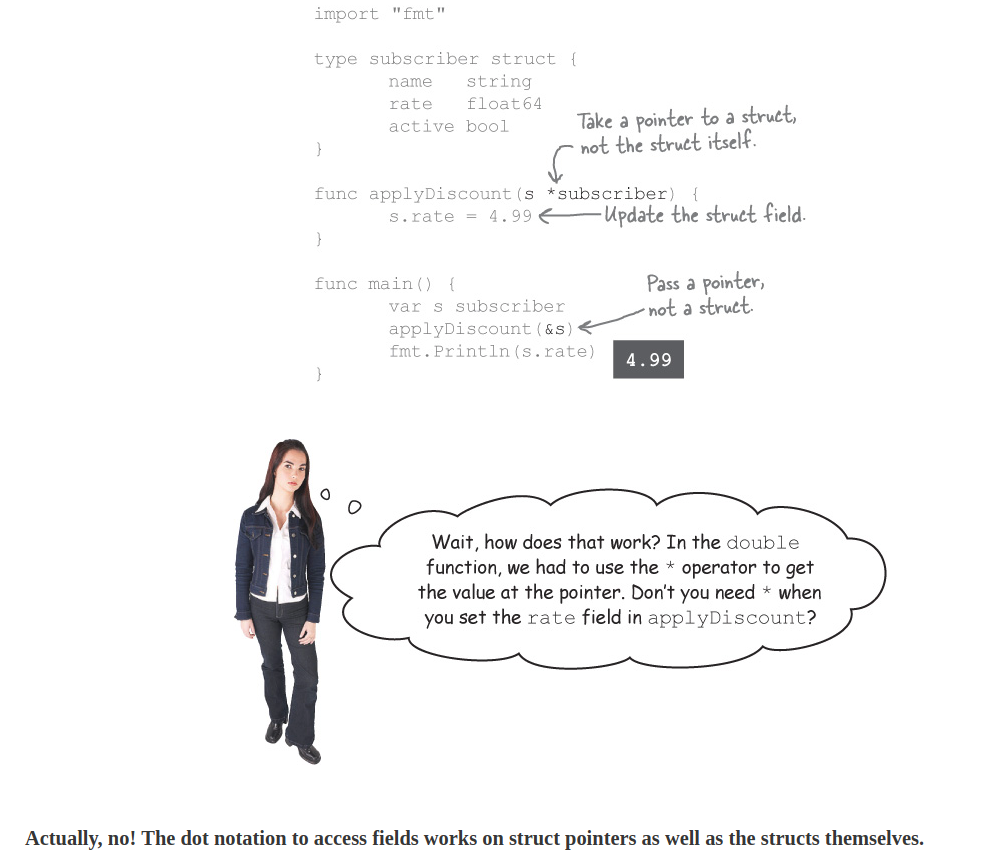 import "fmt"
type subscriber struct {
name   string
rate   float64
active bool
}
Take a pointer to a struct,
not the struct itself.
func applyDiscount(s *subscriber) {
s.rate = 4.99
Update the struct field.
}
func main() {
var s subscriber
applyDiscount(&s)
fmt.Println(s.rate)
}
Pass a pointer,
not a struct.
4.99
Wait, how does that work? In the double
function, we had to use the * operator to get
the value at the pointer. Don't you need * when
you set the rate field in applyDiscount?
Actually, no! The dot notation to access fields works on struct pointers as well as the structs themselves.